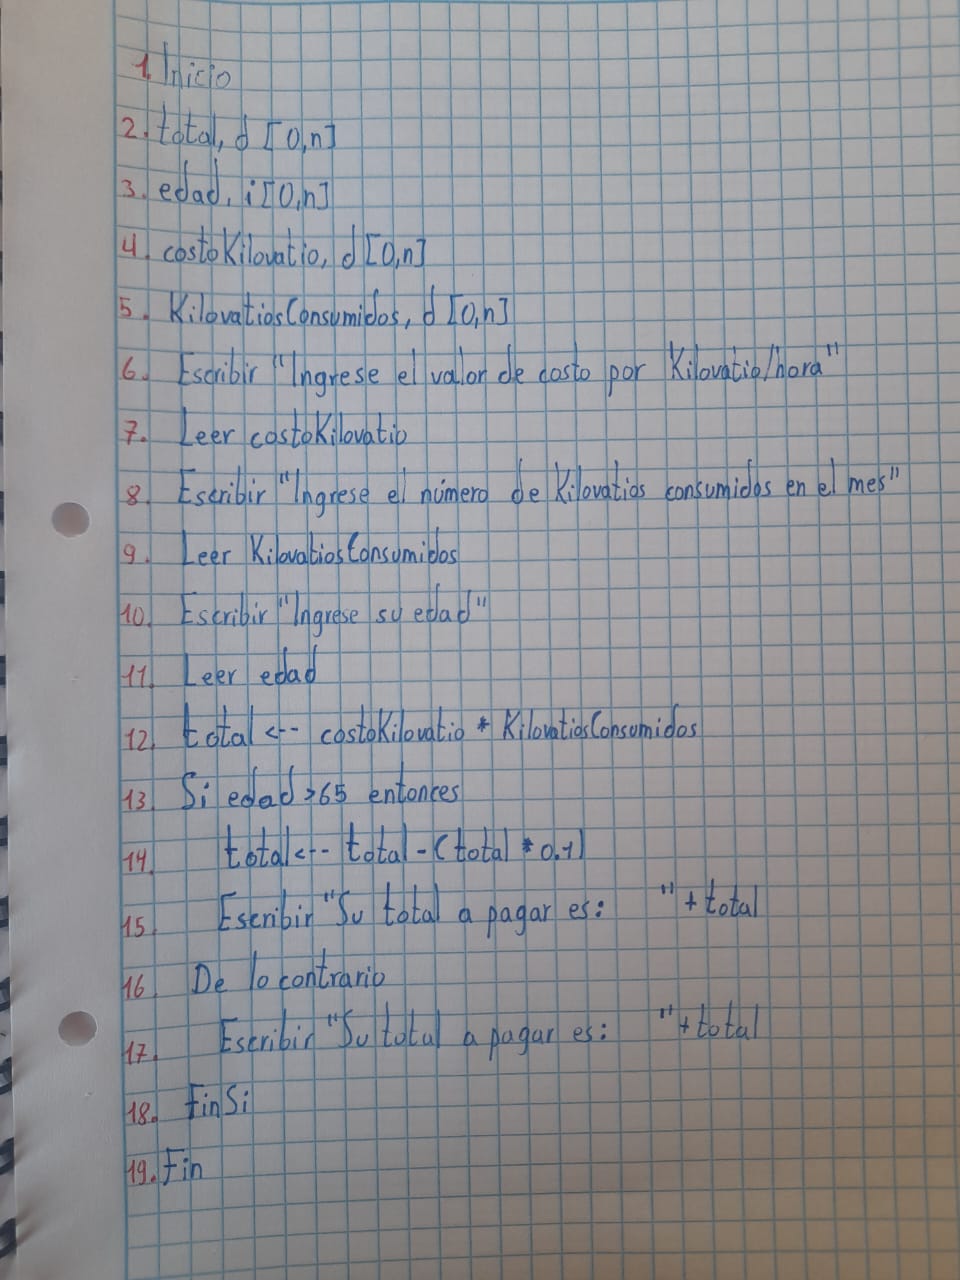 1. Inicio
2. total, d [0,n]
3. edad, i [0,n]
4. costoKilovatio, d [0,n]
5. KilovatiosConsumidos, d [0,n]
6. Escribir "Ingrese el valor de costo por Kilovatio/hora"
7. Leer costoKilovatio
8. Escribir "Ingrese el número de Kilovatios consumidos en el mes"
9. Leer KilovatiosConsumidos
10. Escribir "Ingrese su edad"
11. Leer edad
12. total <-- costoKilovatio * KilovatiosConsumidos
13. Si edad >65 entonces
14. total <-- total - (total * 0.1)
15. Escribir "Su total a pagar es: " + total
16. De lo contrario
17. Escribir "Su total a pagar es: " + total
18. FinSi
19. Fin